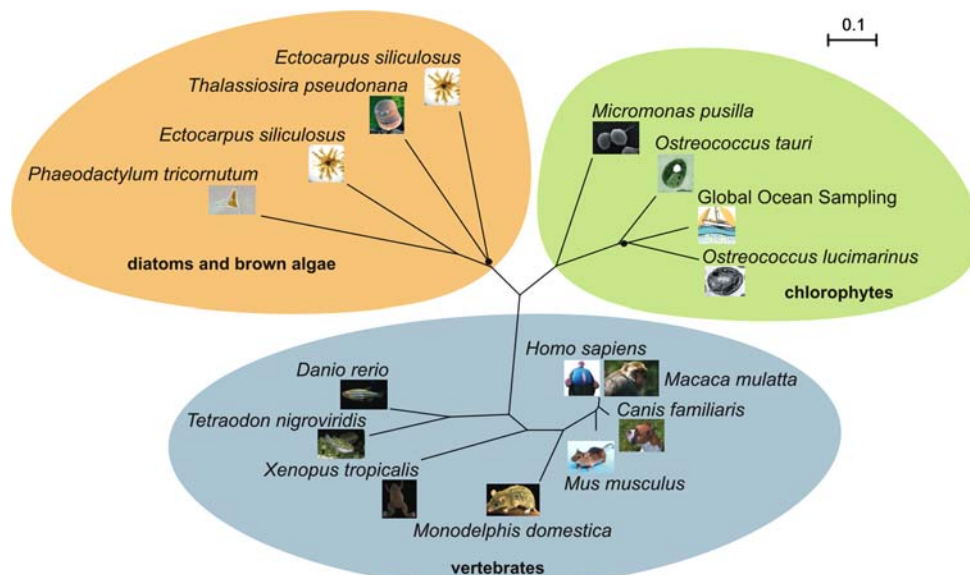 0.1
Ectocarpus siliculosus
Thalassiosira pseudonana
Ectocarpus siliculosus
Phaeodactylum tricornutum
diatoms and brown algae
Micromonas pusilla
Ostreococcus tauri
Global Ocean Sampling
Ostreococcus lucimarinus
chlorophytes
Homo sapiens
Danio rerio
Macaca mulatta
Tetraodon nigroviridis
Canis familiaris
Xenopus tropicalis
Mus musculus
Monodelphis domestica
vertebrates